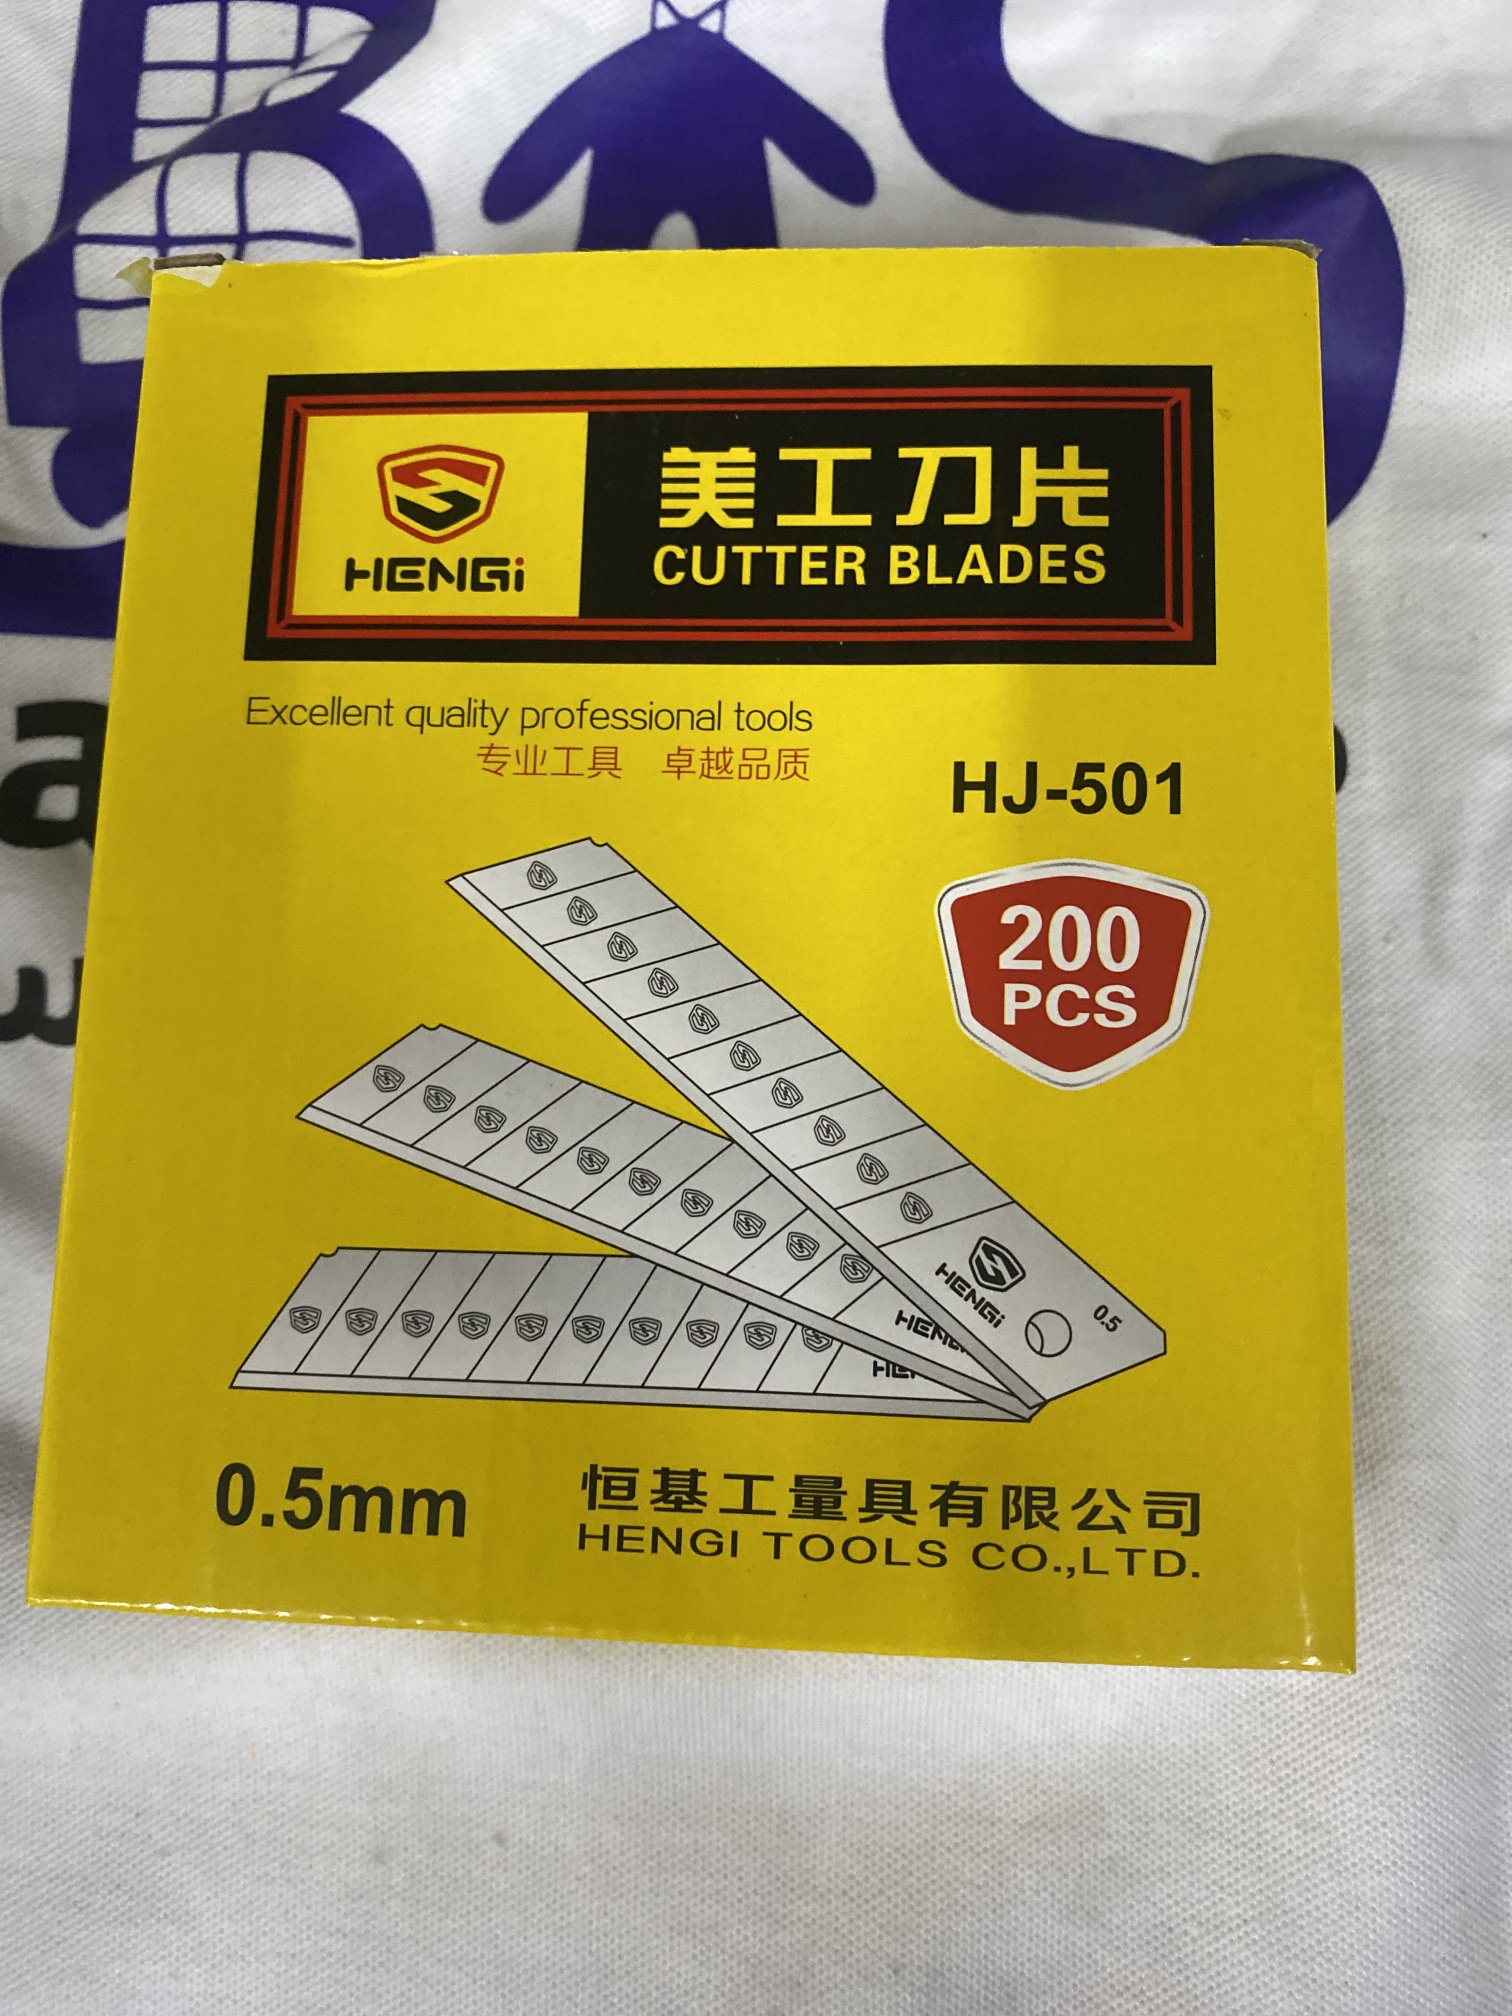 HENGi
美工刀片
CUTTER BLADES
Excellent quality professional tools
专业工具 卓越品质
HJ-501
200
PCS
HENGi
0.5
0.5mm
恒基工量具有限公司
HENGI TOOLS CO.,LTD.